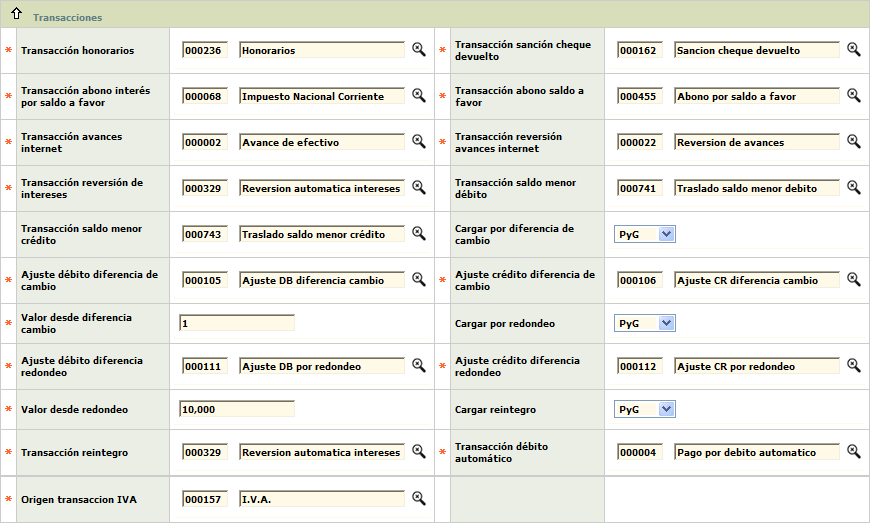 Transacciones
* Transacción honorarios 000236 Honorarios * Transacción sanción cheque devuelto 000162 Sancion cheque devuelto
* Transacción abono interés por saldo a favor 000068 Impuesto Nacional Corriente * Transacción abono saldo a favor 000455 Abono por saldo a favor
* Transacción avances internet 000002 Avance de efectivo * Transacción reversión avances internet 000022 Reversion de avances
* Transacción reversión de intereses 000329 Reversion automatica intereses Transacción saldo menor débito 000741 Traslado saldo menor debito
Transacción saldo menor crédito 000743 Traslado saldo menor crédito Cargar por diferencia de cambio PyG
* Ajuste débito diferencia de cambio 000105 Ajuste DB diferencia cambio * Ajuste crédito diferencia de cambio 000106 Ajuste CR diferencia cambio
* Valor desde diferencia cambio 1 Cargar por redondeo PyG
* Ajuste débito diferencia redondeo 000111 Ajuste DB por redondeo * Ajuste crédito diferencia redondeo 000112 Ajuste CR por redondeo
* Valor desde redondeo 10,000 Cargar reintegro PyG
* Transacción reintegro 000329 Reversion automatica intereses * Transacción débito automático 000004 Pago por debito automatico
* Origen transaccion IVA 000157 I.V.A.